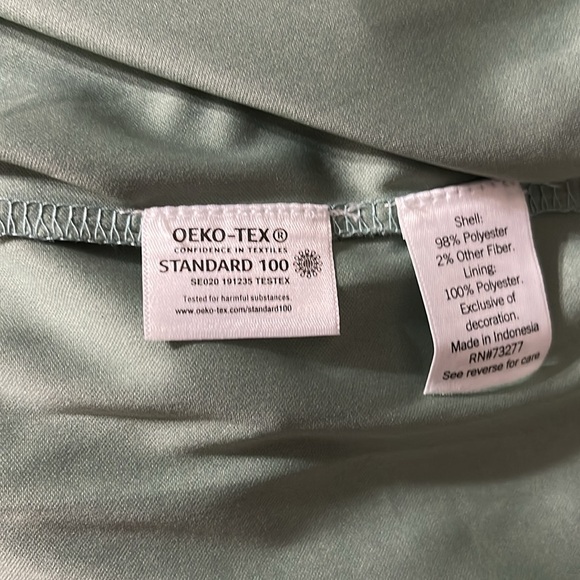 OEKO-TEX®
CONFIDENCE IN TEXTILES
STANDARD 100
SE020 191235 TESTEX
Tested for harmful substances.
www.oeko-tex.com/standard100
Shell:
98% Polyester
2% Other Fiber.
Lining:
100% Polyester.
Exclusive of
decoration.
Made in Indonesia
RN#73277
See reverse for care